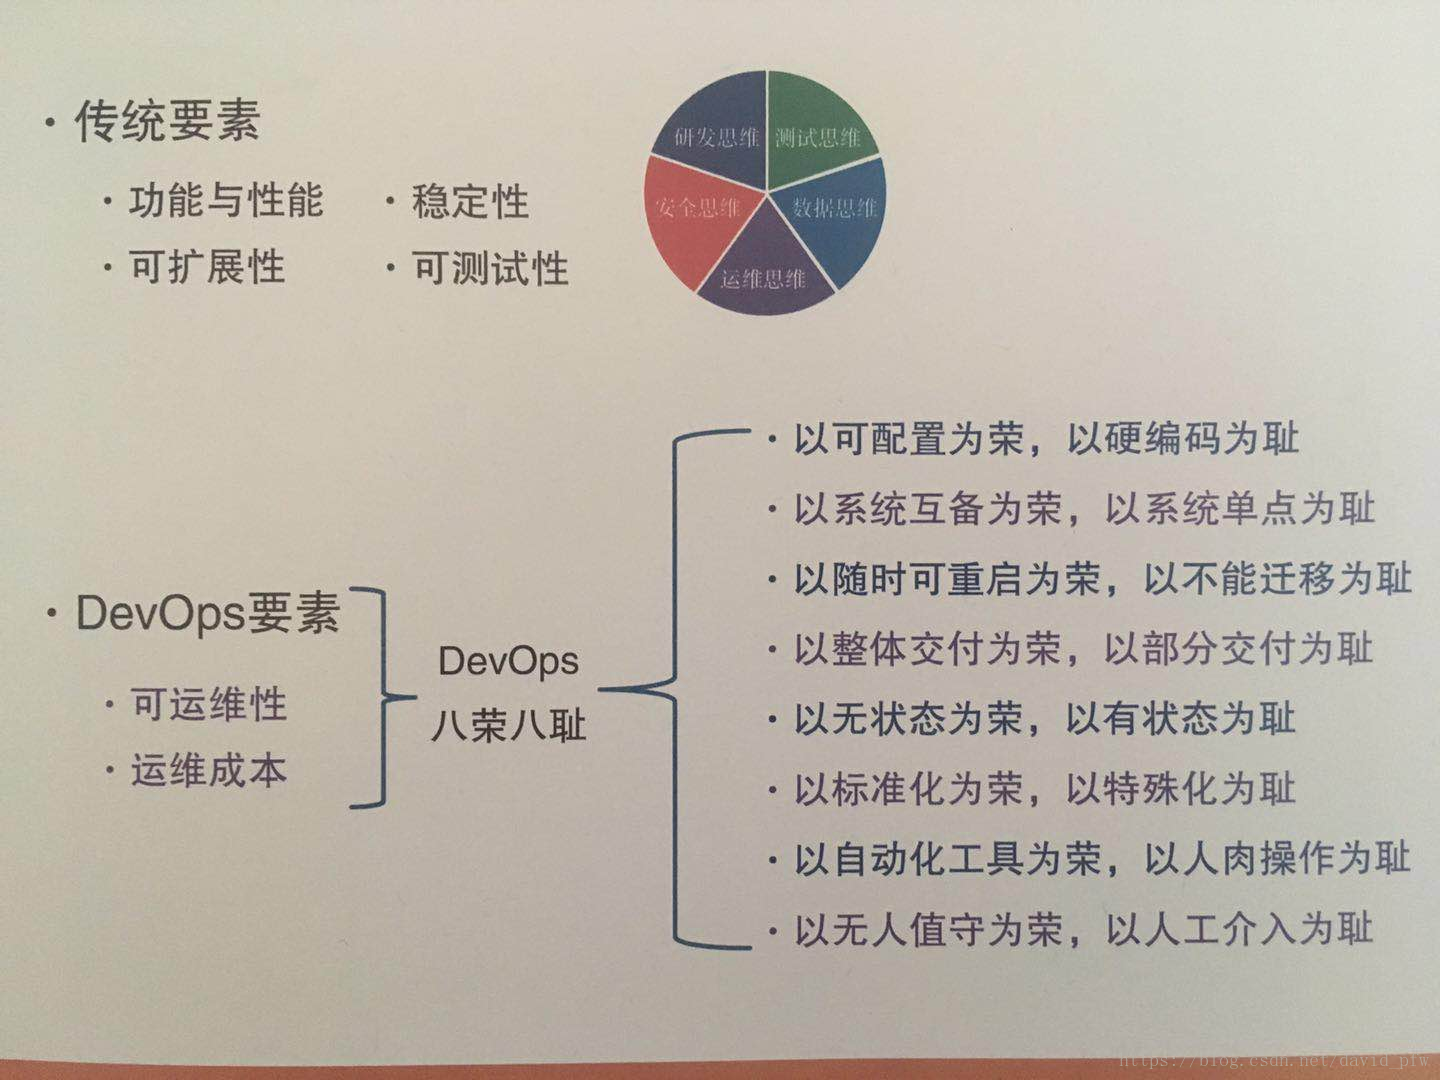 · 传统要素
· 功能与性能 · 稳定性
· 可扩展性 · 可测试性
研发思维 测试思维
安全思维 数据思维
运维思维
· DevOps要素
· 可运维性
· 运维成本
DevOps
八荣八耻
· 以可配置为荣，以硬编码为耻
· 以系统互备为荣，以系统单点为耻
· 以随时可重启为荣，以不能迁移为耻
· 以整体交付为荣，以部分交付为耻
· 以无状态为荣，以有状态为耻
· 以标准化为荣，以特殊化为耻
· 以自动化工具为荣，以人肉操作为耻
· 以无人值守为荣，以人工介入为耻
https://blog.csdn.net/david_plw